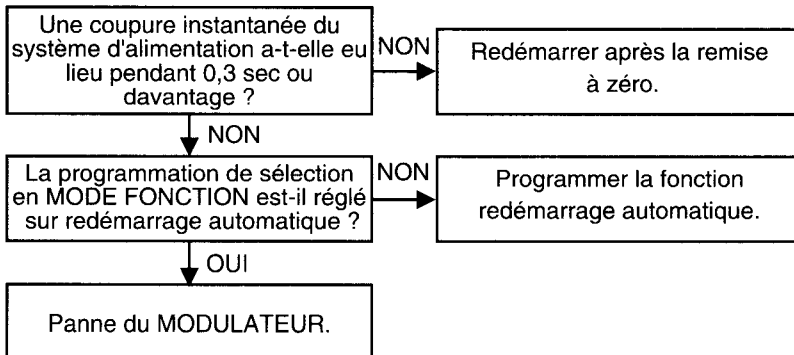 Une coupure instantanée du
système d'alimentation a-t-elle eu
lieu pendant 0,3 sec ou
davantage ?
NON
Redémarrer après la remise
à zéro.
NON
La programmation de sélection
en MODE FONCTION est-il réglé
sur redémarrage automatique ?
NON
Programmer la fonction
redémarrage automatique.
OUI
Panne du MODULATEUR.